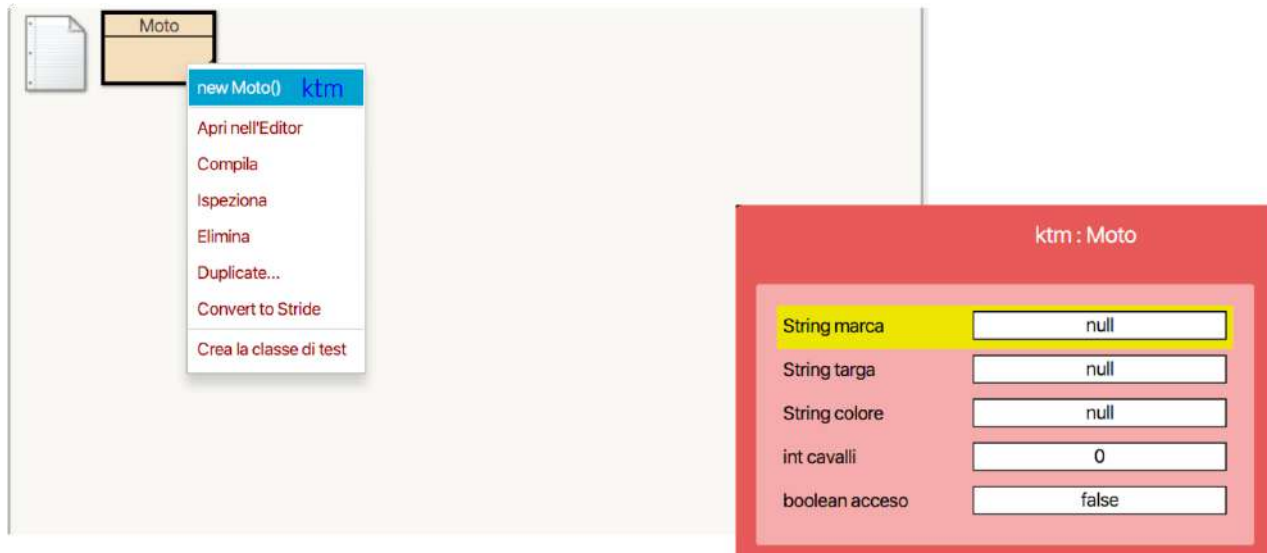 Moto
new Moto() ktm
Apri nell'Editor
Compila
Ispeziona
Elimina
Duplicate...
Convert to Stride
Crea la classe di test
ktm : Moto
String marca null
String targa null
String colore null
int cavalli 0
boolean acceso false